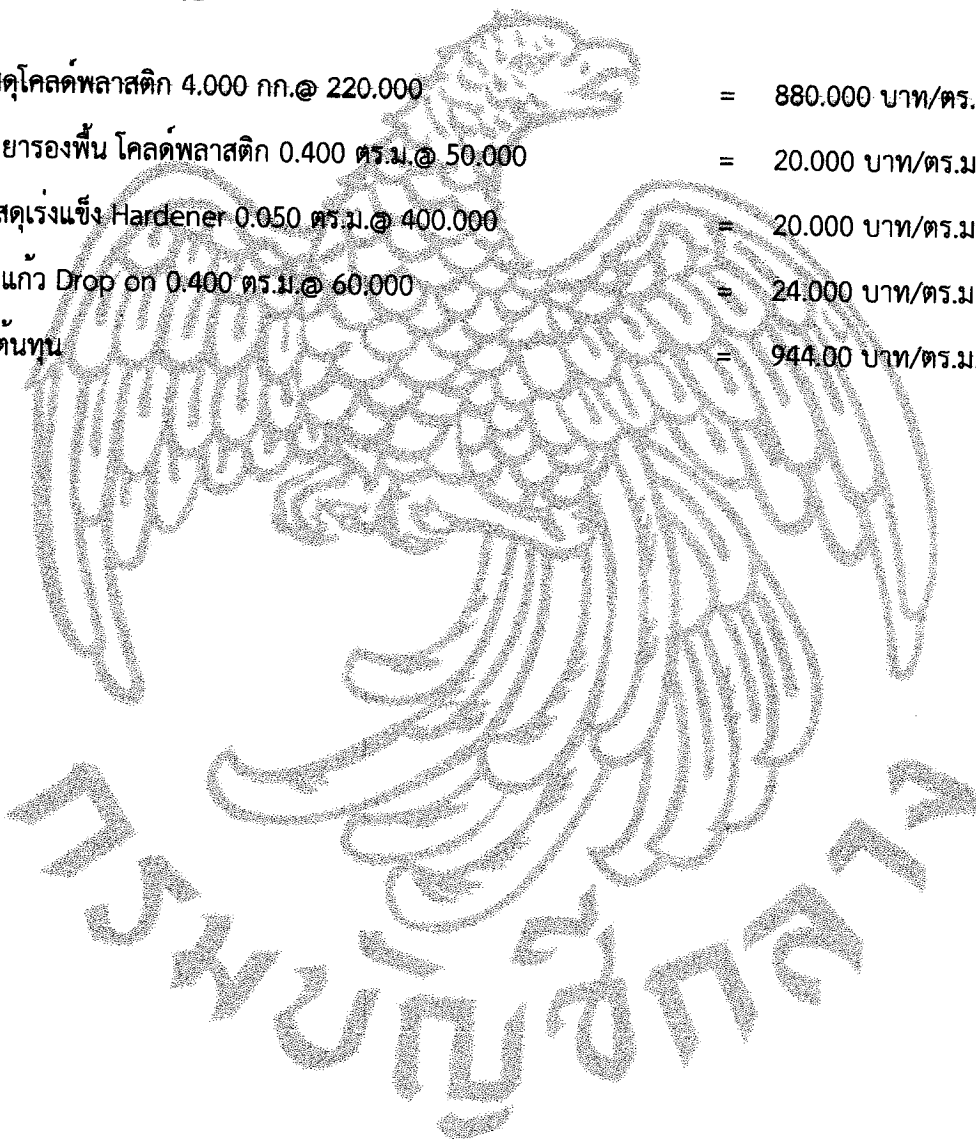 ดุโคลด์พลาสติก 4.000 กก.@ 220.000 = 880.000 บาท/ตร.
ยารองพื้น โคลด์พลาสติก 0.400 ตร.ม.@ 50.000 = 20.000 บาท/ตร.ม
สดุเร่งแข็ง Hardener 0.050 ตร.ม.@ 400.000 = 20.000 บาท/ตร.ม
แก้ว Drop on 0.400 ตร.ม.@ 60.000 = 24.000 บาท/ตร.ม
ต้นทุน = 944.00 บาท/ตร.ม
กรมบัญชีกลาง